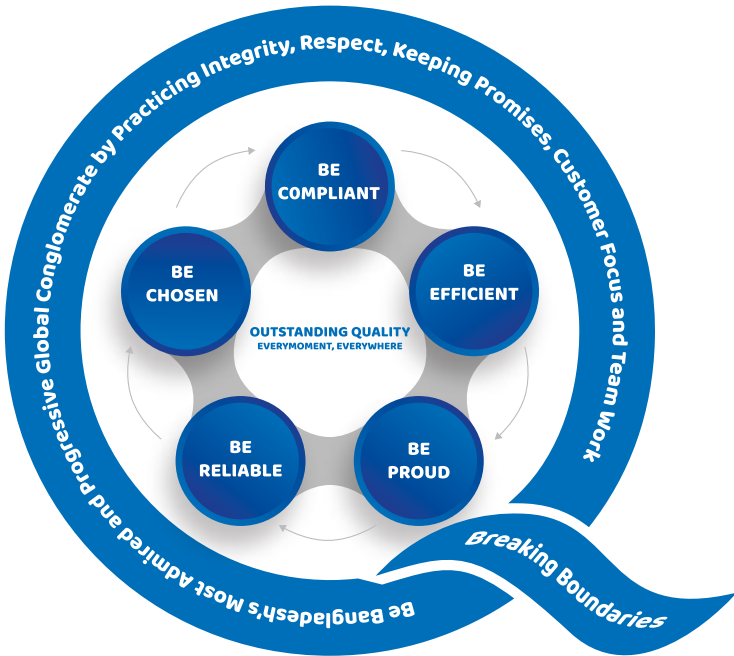 Be Bangladesh's Most Admired and Progressive Global Conglomerate by Practicing Integrity, Respect, Keeping Promises, Customer Focus and Team Work
BE
COMPLIANT
BE
EFFICIENT
BE
PROUD
BE
RELIABLE
BE
CHOSEN
OUTSTANDING QUALITY
EVERYMOMENT, EVERYWHERE
Breaking Boundaries